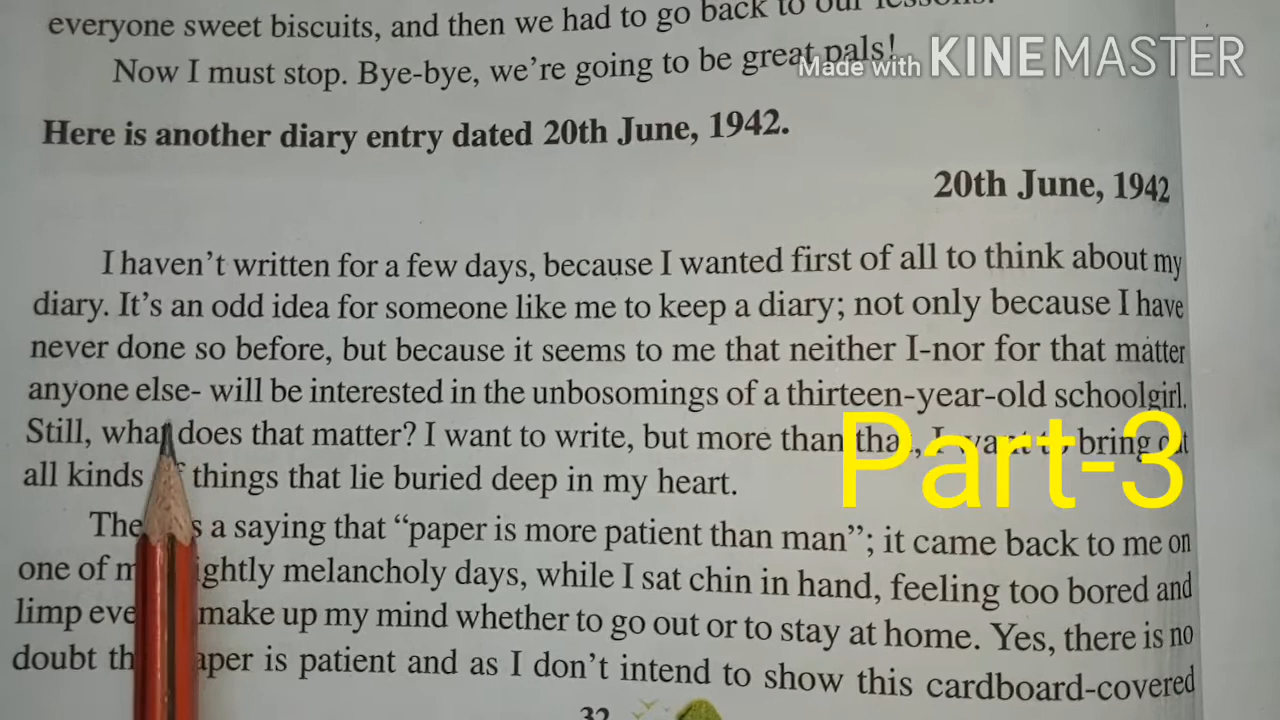 everyone sweet biscuits, and then we had to go back to our lessons.
Now I must stop. Bye-bye, we're going to be great pals!
Made with KINEMASTER
Here is another diary entry dated 20th June, 1942.
20th June, 1942
I haven't written for a few days, because I wanted first of all to think about my
diary. It's an odd idea for someone like me to keep a diary; not only because I have
never done so before, but because it seems to me that neither I-nor for that matter
anyone else- will be interested in the unbosomings of a thirteen-year-old schoolgirl.
Still, what does that matter? I want to write, but more than that, I want to bring out
all kinds of things that lie buried deep in my heart.
Part-3
a saying that "paper is more patient than man"; it came back to me on
one of melancholy days, while I sat chin in hand, feeling too bored and
limp make up my mind whether to go out or to stay at home. Yes, there is no
doubt is patient and as I don't intend to show this cardboard-covered
32